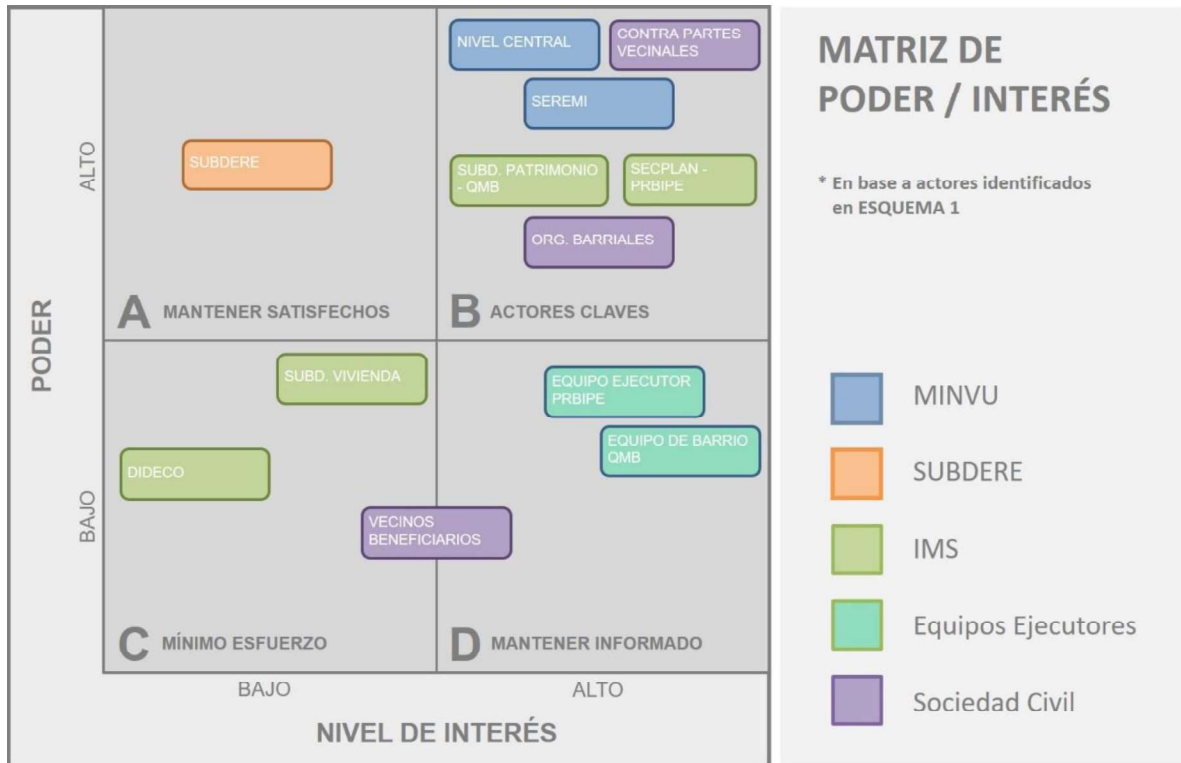 NIVEL CENTRAL
CONTRA PARTES
VECINALES
SEREMI
SUBDERE
SUBD. PATRIMONIO
- QMB
SECPLAN -
PRBIPE
ORG. BARRIALES
A MANTENER SATISFECHOS
B ACTORES CLAVES
SUBD. VIVIENDA
EQUIPO EJECUTOR
PRBIPE
EQUIPO DE BARRIO
QMB
DIDECO
VECINOS
BENEFICIARIOS
C MÍNIMO ESFUERZO
D MANTENER INFORMADO
ALTO
PODER
BAJO
BAJO
ALTO
NIVEL DE INTERÉS
MATRIZ DE
PODER / INTERÉS
* En base a actores identificados
en ESQUEMA 1
MINVU
SUBDERE
IMS
Equipos Ejecutores
Sociedad Civil